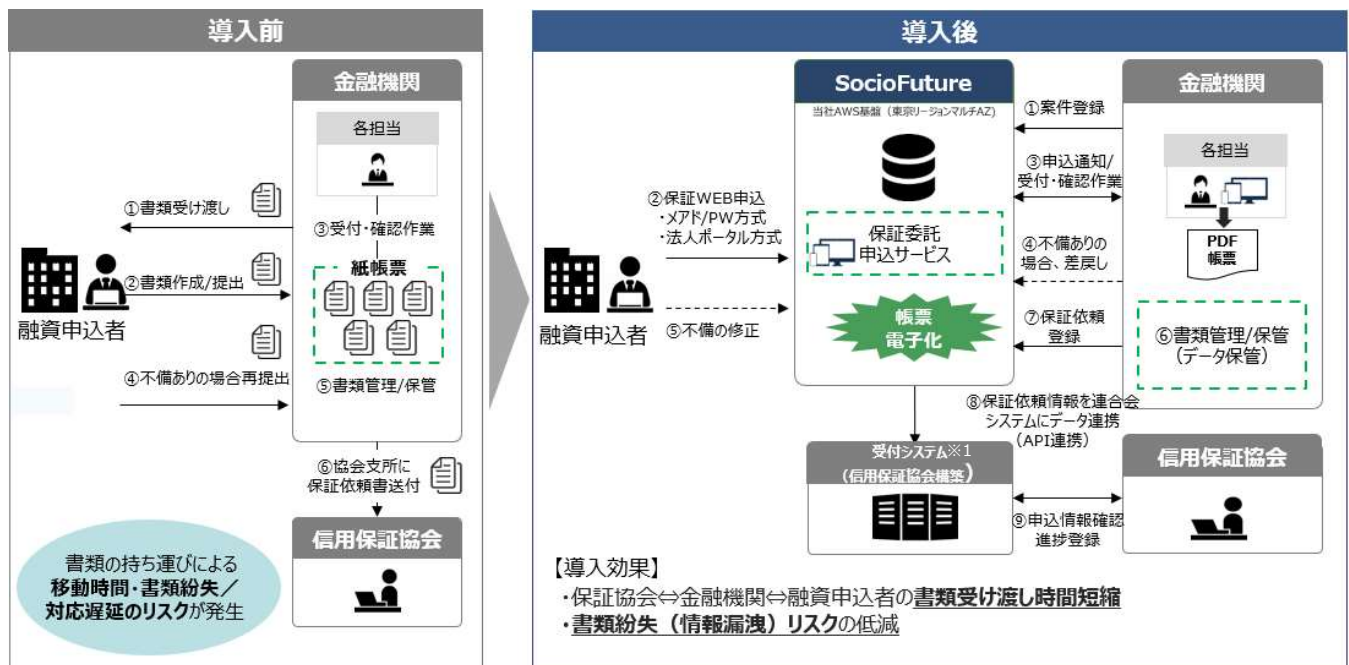 導入前
金融機関
各担当
①書類受け渡し
③受付・確認作業
②書類作成/提出
紙帳票
融資申込者
④不備ありの場合再提出
⑤書類管理/保管
⑥協会支所に
保証依頼書送付
信用保証協会
書類の持ち運びによる
移動時間・書類紛失／
対応遅延のリスクが発生
導入後
SocioFuture
当社AWS基盤（東京リージョンマルチAZ)
金融機関
①案件登録
各担当
③申込通知/
受付・確認作業
②保証WEB申込
・メアド/PW方式
・法人ポータル方式
保証委託
申込サービス
PDF
帳票
④不備ありの
場合、差戻し
融資申込者
⑤不備の修正
帳票
電子化
⑦保証依頼
登録
⑥書類管理/保管
（データ保管）
⑧保証依頼情報を連合会
システムにデータ連携
（API連携）
受付システム※1
（信用保証協会構築）
信用保証協会
⑨申込情報確認
進捗登録
【導入効果】
・保証協会⇔金融機関⇔融資申込者の書類受け渡し時間短縮
・書類紛失（情報漏洩）リスクの低減